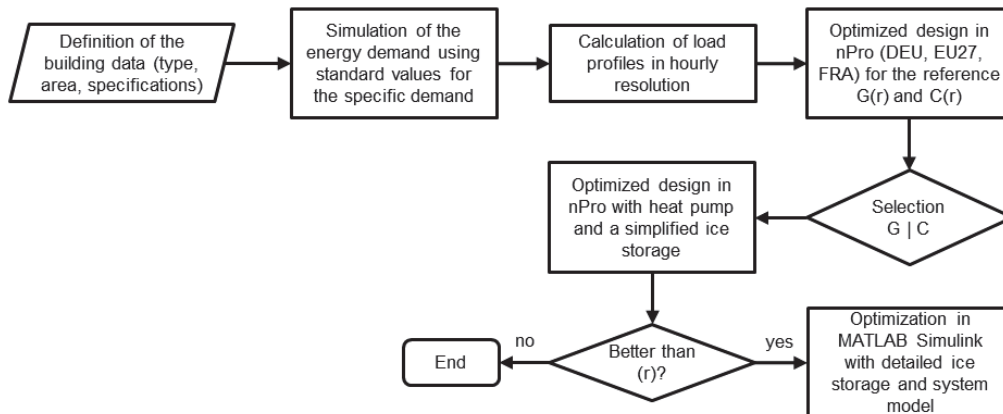 Definition of the
building data (type,
area, specifications)
Simulation of the
energy demand using
standard values for
the specific demand
Calculation of load
profiles in hourly
resolution
Optimized design in
nPro (DEU, EU27,
FRA) for the reference
G(r) and C(r)
Selection
G | C
Optimized design in
nPro with heat pump
and a simplified ice
storage
Better than
(r)?
no
End
yes
Optimization in
MATLAB Simulink
with detailed ice
storage and system
model